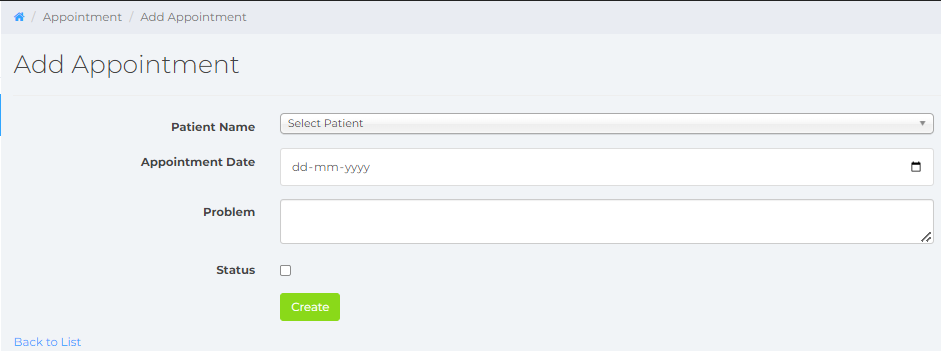 / Appointment / Add Appointment
Add Appointment
Patient Name Select Patient
Appointment Date dd-mm-yyyy
Problem
Status
Create
Back to List